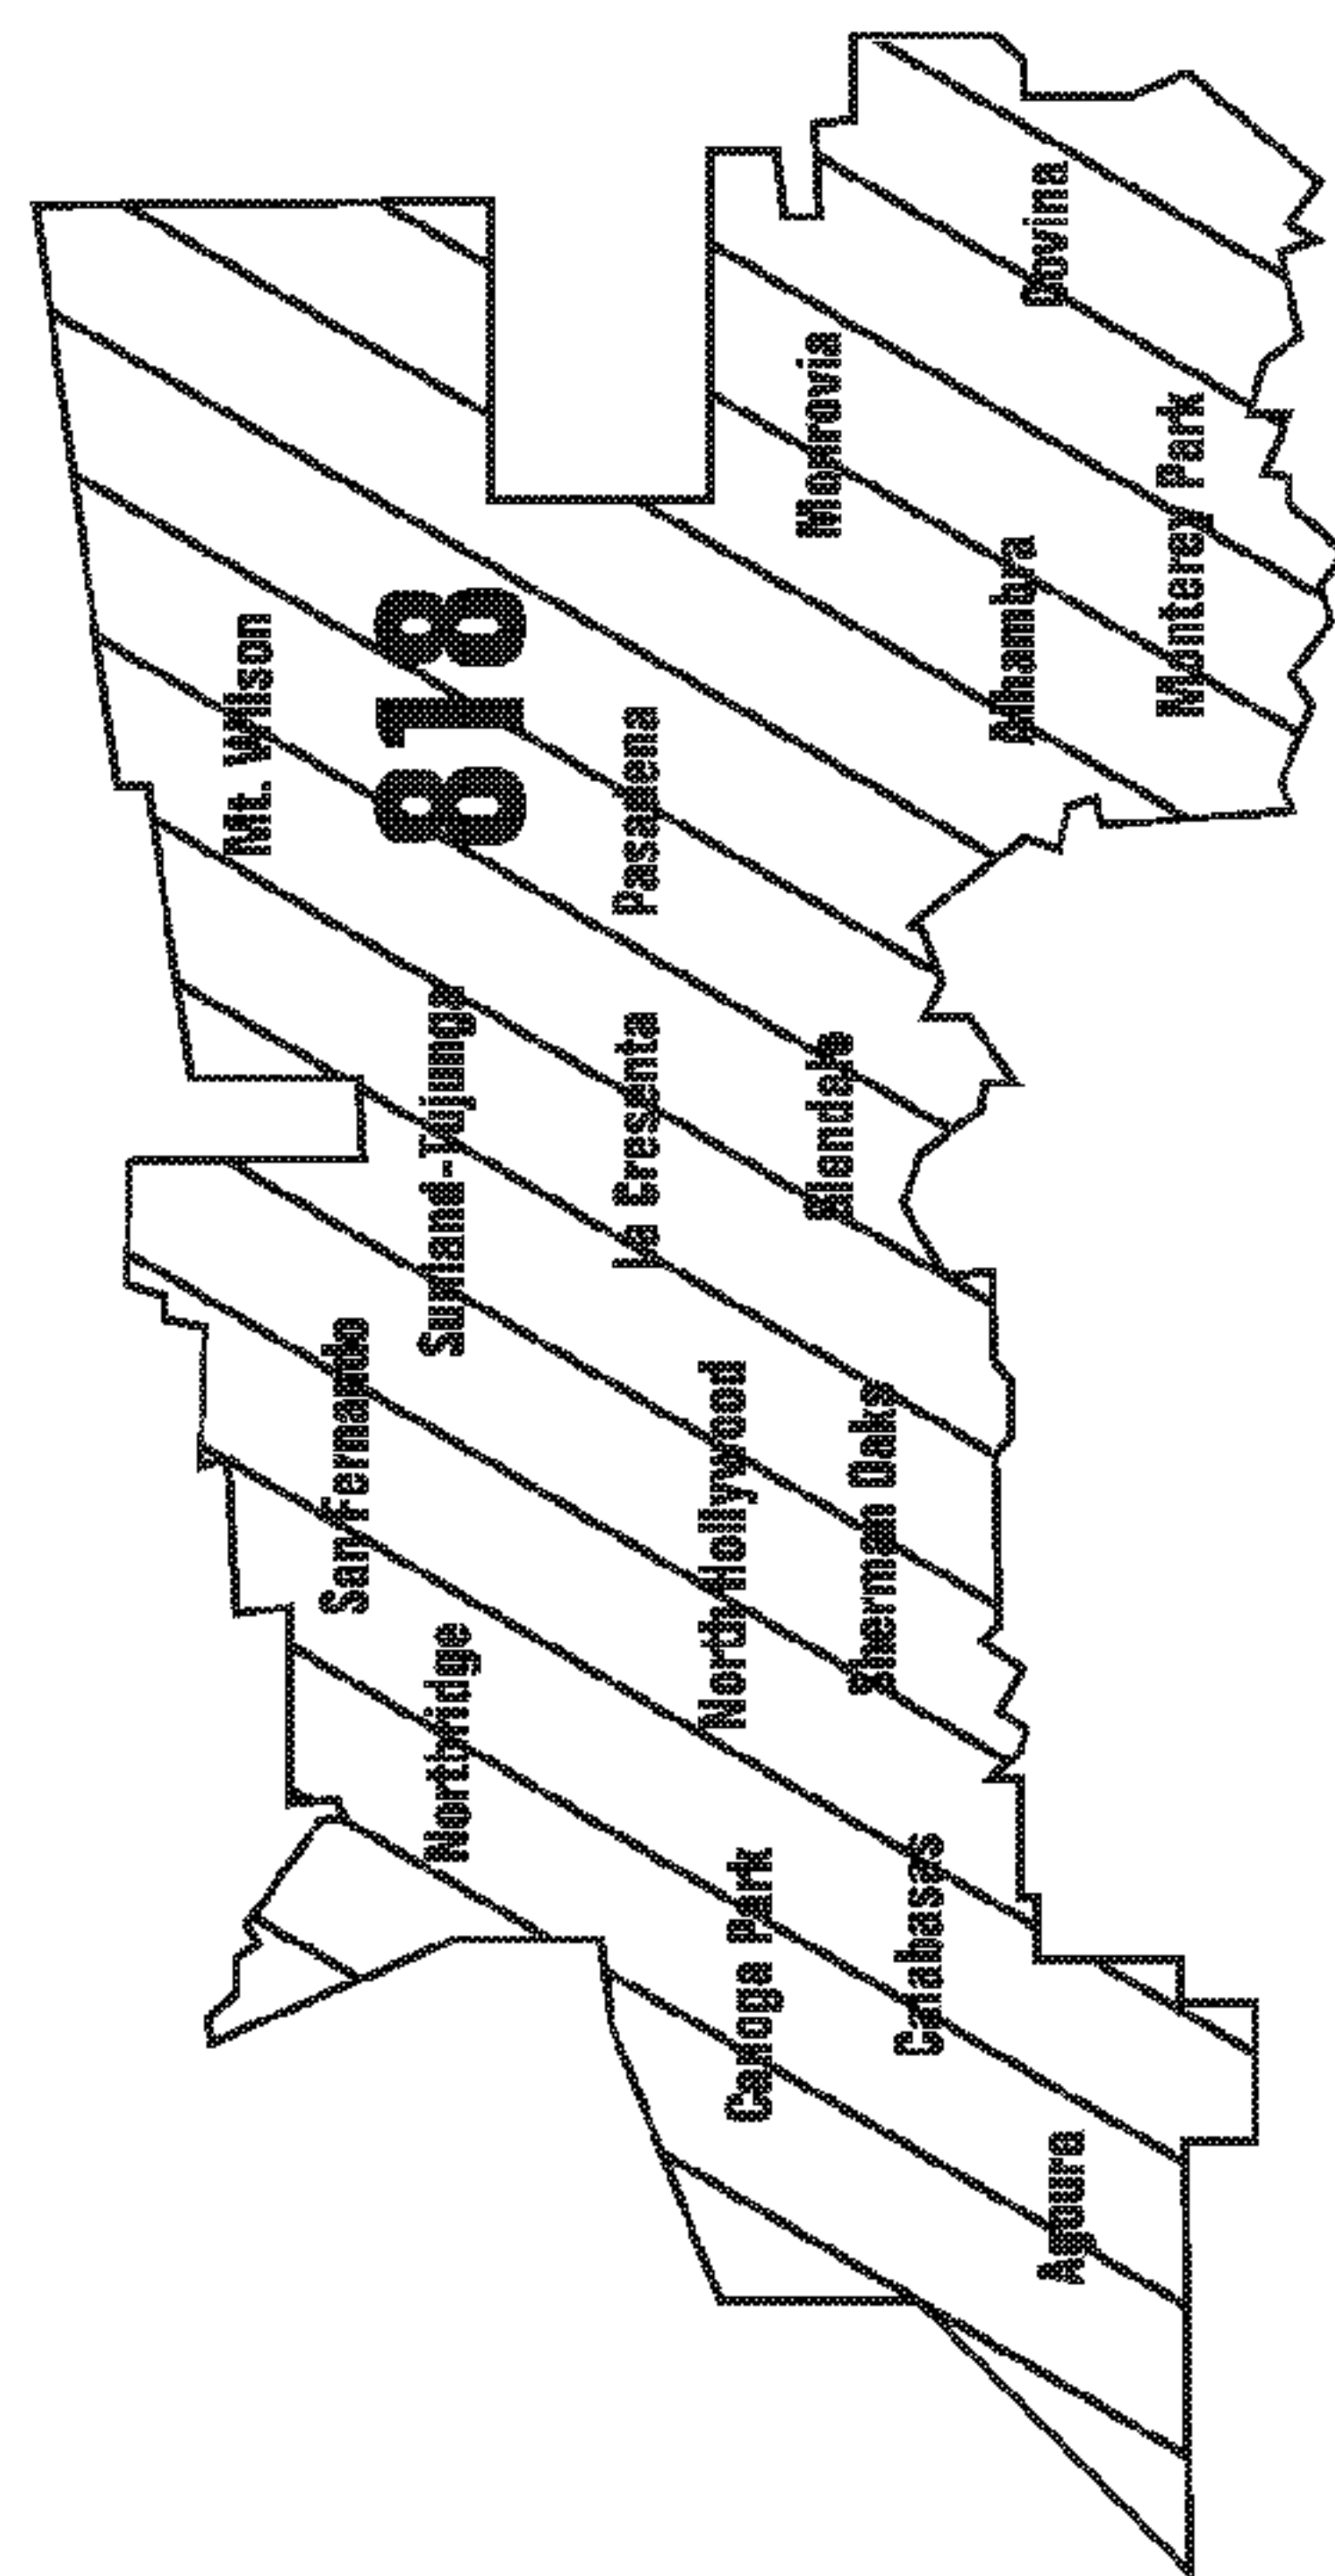 Mt. Wilson
San Fernando
818
Sunland-Tujunga
Northridge
La Cresenta
Pasadena
North Hollywood
Canoga Park
Monrovia
Glendale
Sherman Oaks
Calabasas
Alhambra
Covina
Agoura
Monterey Park